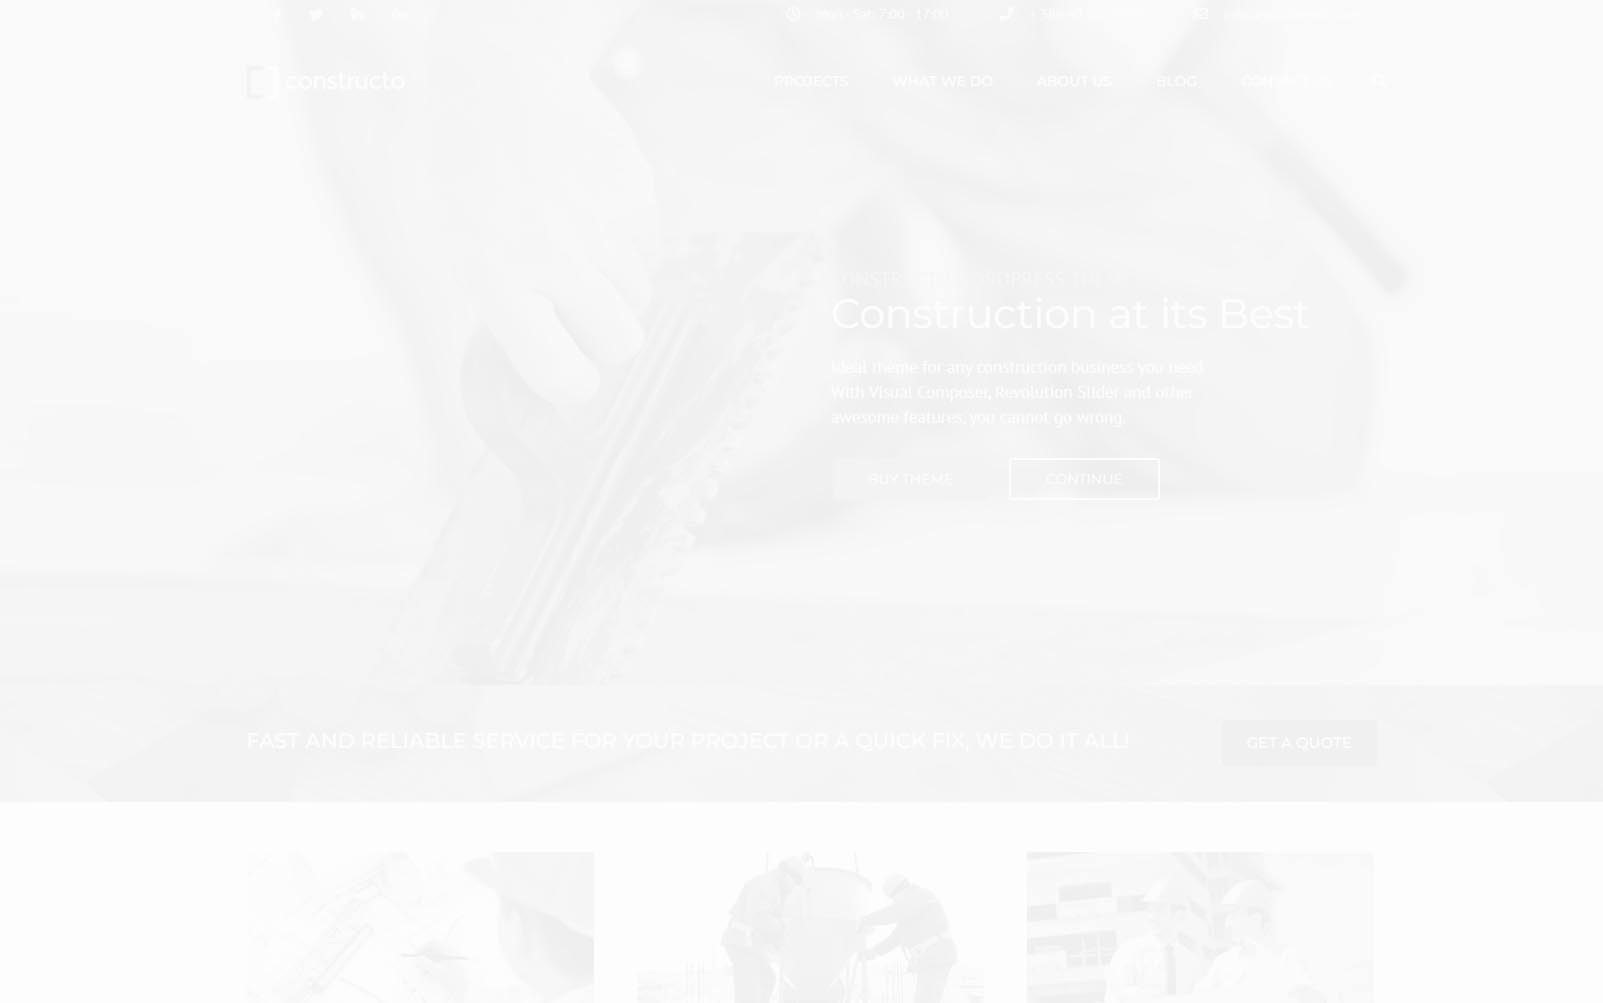 Mon - Sat: 7:00 - 17:00
constructo
PROJECTS WHAT WE DO ABOUT US BLOG CONTACT US
CONSTRUCTION WORDPRESS THEME
Construction at its Best
Ideal theme for any construction business you need
With Visual Composer, Revolution Slider and other
awesome features, you cannot go wrong.
BUY THEME CONTINUE
FAST AND RELIABLE SERVICE FOR YOUR PROJECT OR A QUICK FIX, WE DO IT ALL!
GET A QUOTE